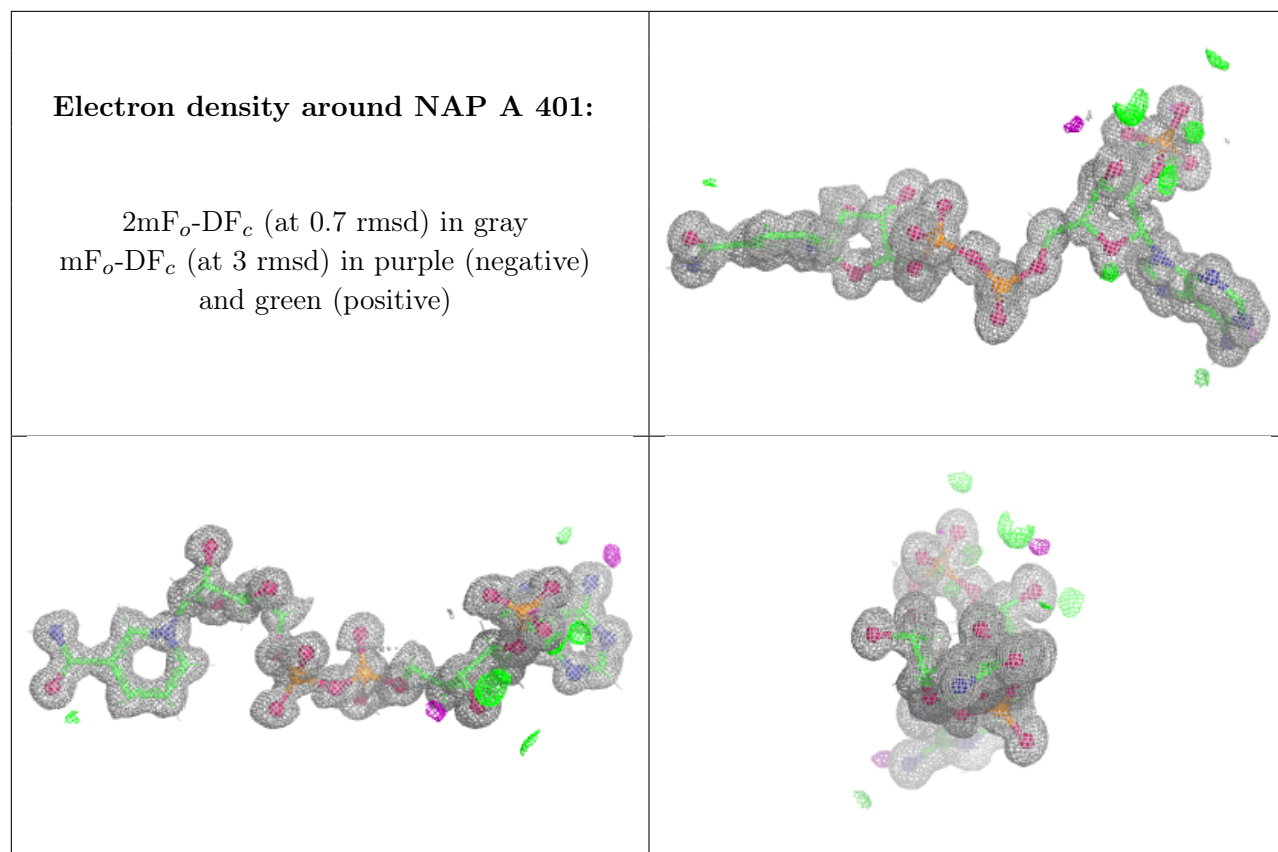 Electron density around NAP A 401:
2mFo-DFc (at 0.7 rmsd) in gray
mFo-DFc (at 3 rmsd) in purple (negative)
and green (positive)